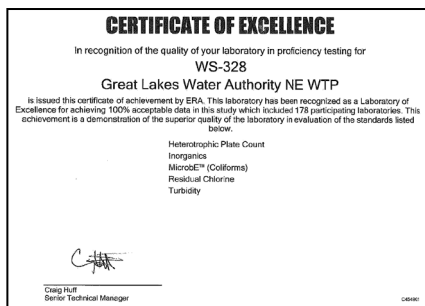 CERTIFICATE OF EXCELLENCE
In recognition of the quality of your laboratory in proficiency testing for
WS-328
Great Lakes Water Authority NE WTP
is issued this certificate of achievement by ERA. This laboratory has been recognized as a Laboratory of
Excellence for achieving 100% acceptable data in this study which included 178 participating laboratories. This
achievement is a demonstration of the superior quality of the laboratory in evaluation of the standards listed
below.
Heterotrophic Plate Count
Inorganics
MicrobE™ (Coliforms)
Residual Chlorine
Turbidity
Craig Huff
Senior Technical Manager